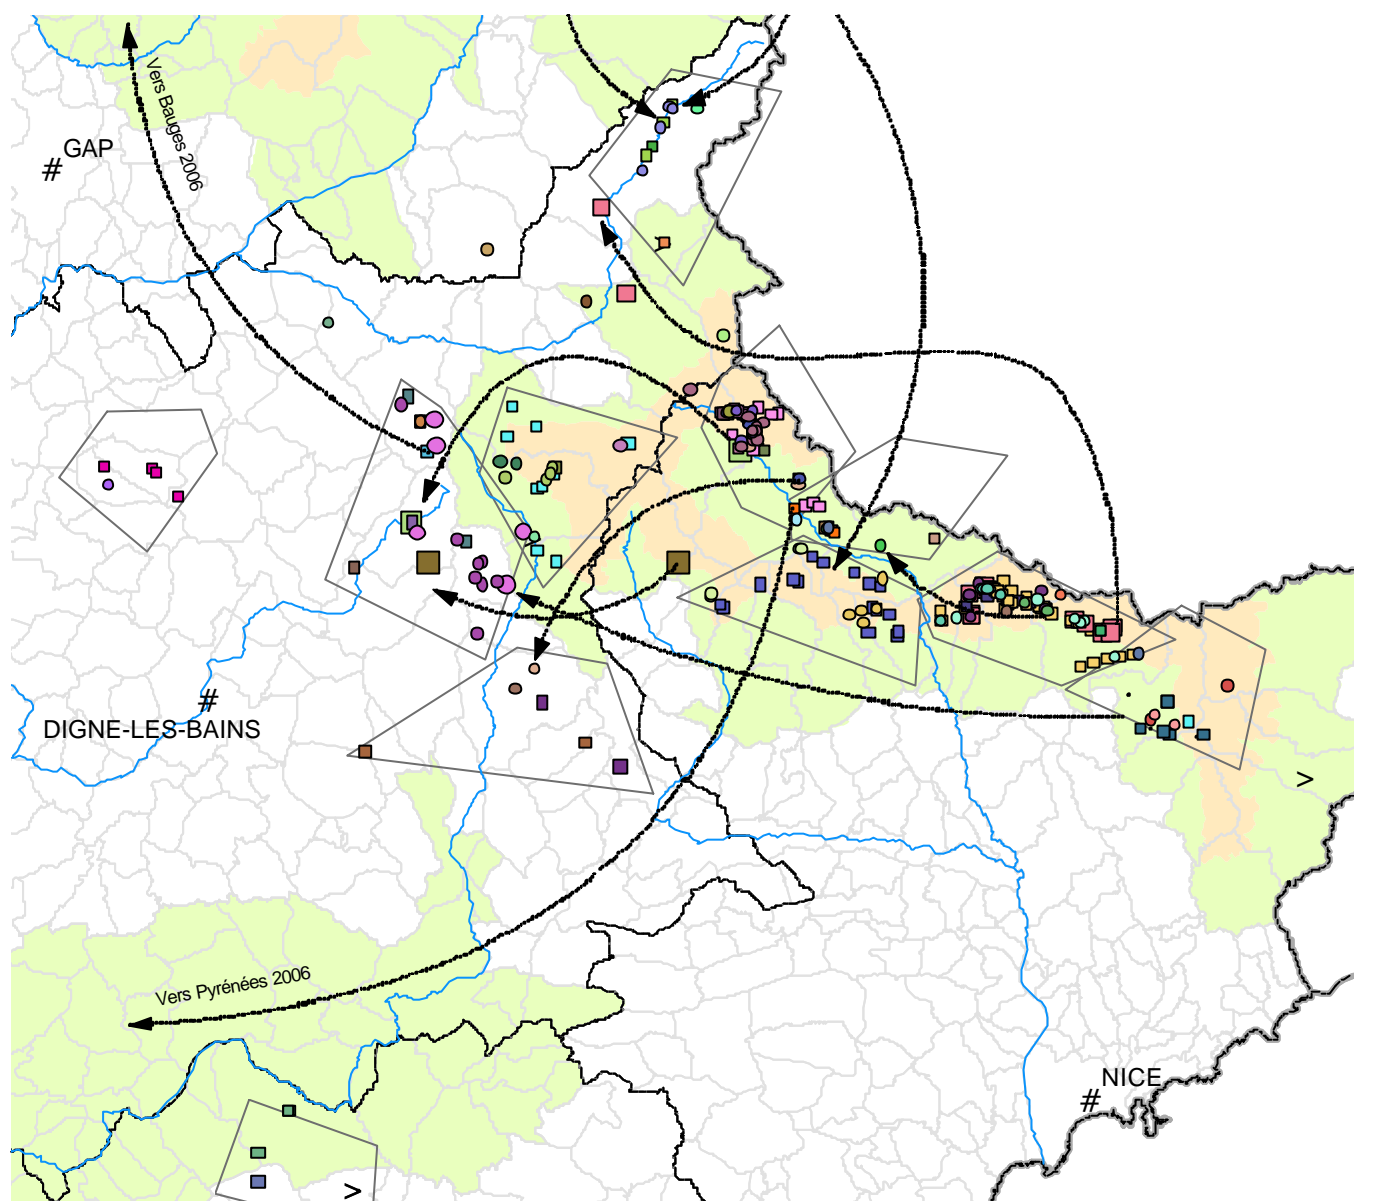 GAP
#
Vers Bauges 2006
#
DIGNE-LES-BAINS
>
Vers Pyrénées 2006
NICE
#
>